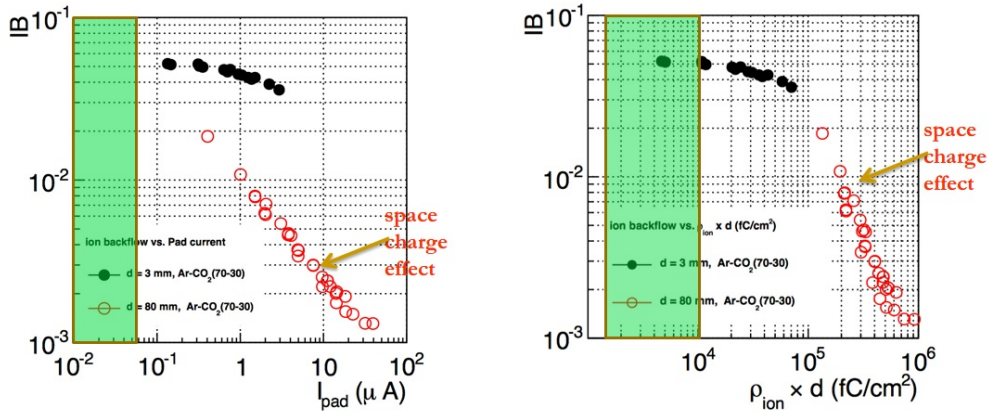 IB
10⁻¹
10⁻²
10⁻³
ion backflow vs. Pad current
d = 3 mm, Ar-CO₂(70-30)
d = 80 mm, Ar-CO₂(70-30)
space
charge
effect
10⁻² 10⁻¹ 1 10 10²
I_pad (μ A)
IB
10⁻¹
10⁻²
10⁻³
ion backflow vs. ρ_ion x d (fC/cm²)
d = 3 mm, Ar-CO₂(70-30)
d = 80 mm, Ar-CO₂(70-30)
space
charge
effect
10⁴ 10⁵ 10⁶
ρ_ion × d (fC/cm²)